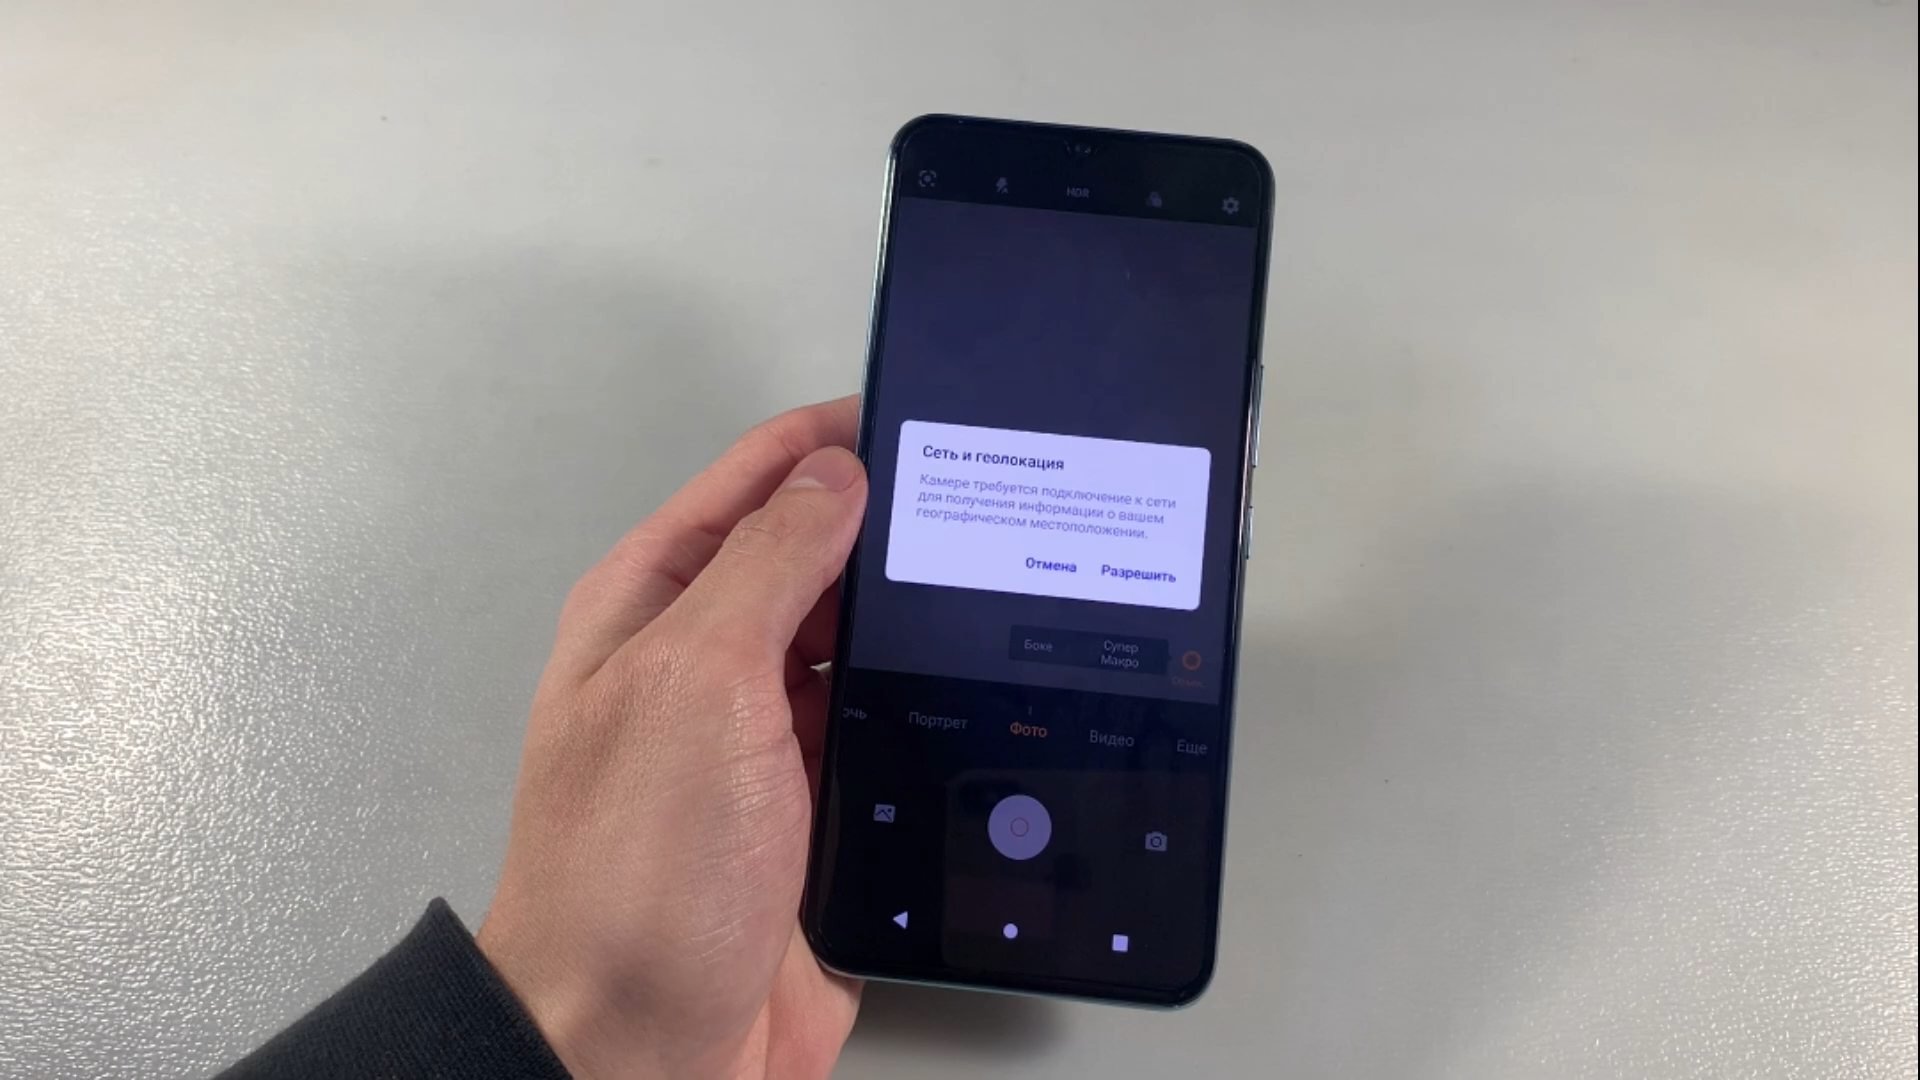 HDR
Сеть и геолокация
Камере требуется подключение к сети
для получения информации о вашем
географическом местоположении.
Отмена Разрешить
Боке Супер
Макро
очь Портрет Фото Видео Еще